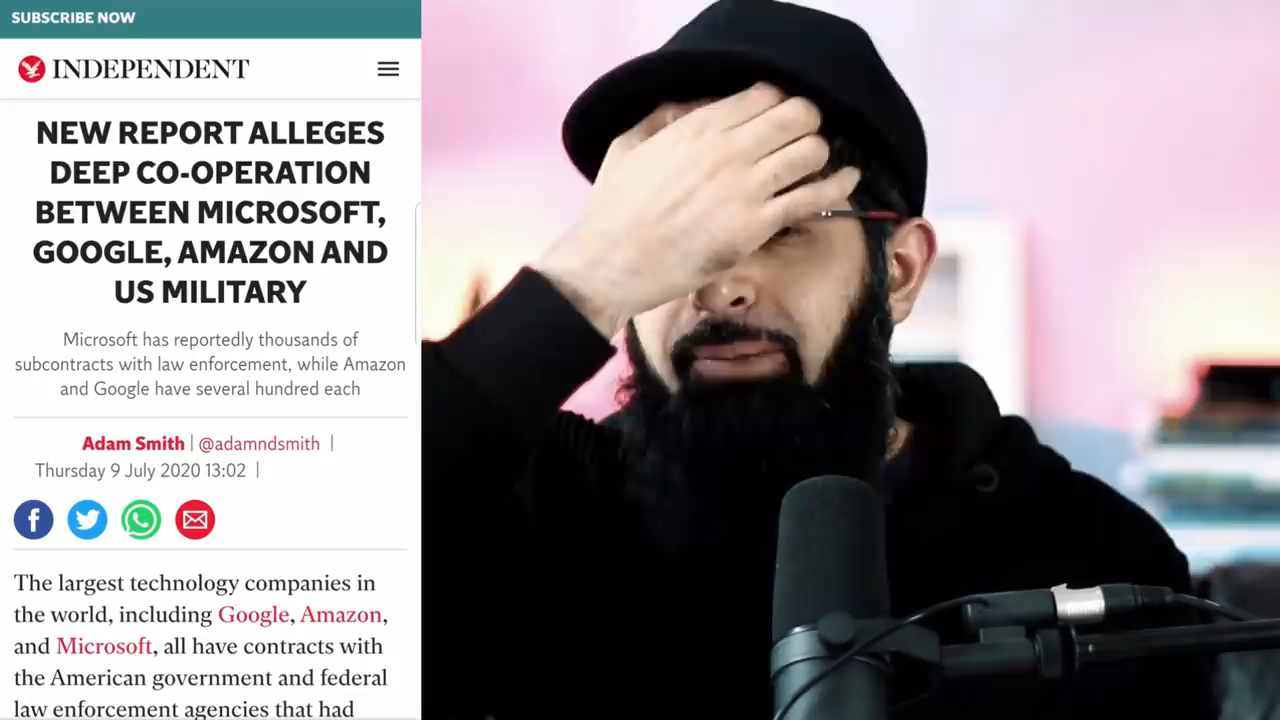 SUBSCRIBE NOW
INDEPENDENT
NEW REPORT ALLEGES
DEEP CO-OPERATION
BETWEEN MICROSOFT,
GOOGLE, AMAZON AND
US MILITARY
Microsoft has reportedly thousands of
subcontracts with law enforcement, while Amazon
and Google have several hundred each
Adam Smith | @adamndsmith |
Thursday 9 July 2020 13:02 |
The largest technology companies in
the world, including Google, Amazon,
and Microsoft, all have contracts with
the American government and federal
law enforcement agencies that had